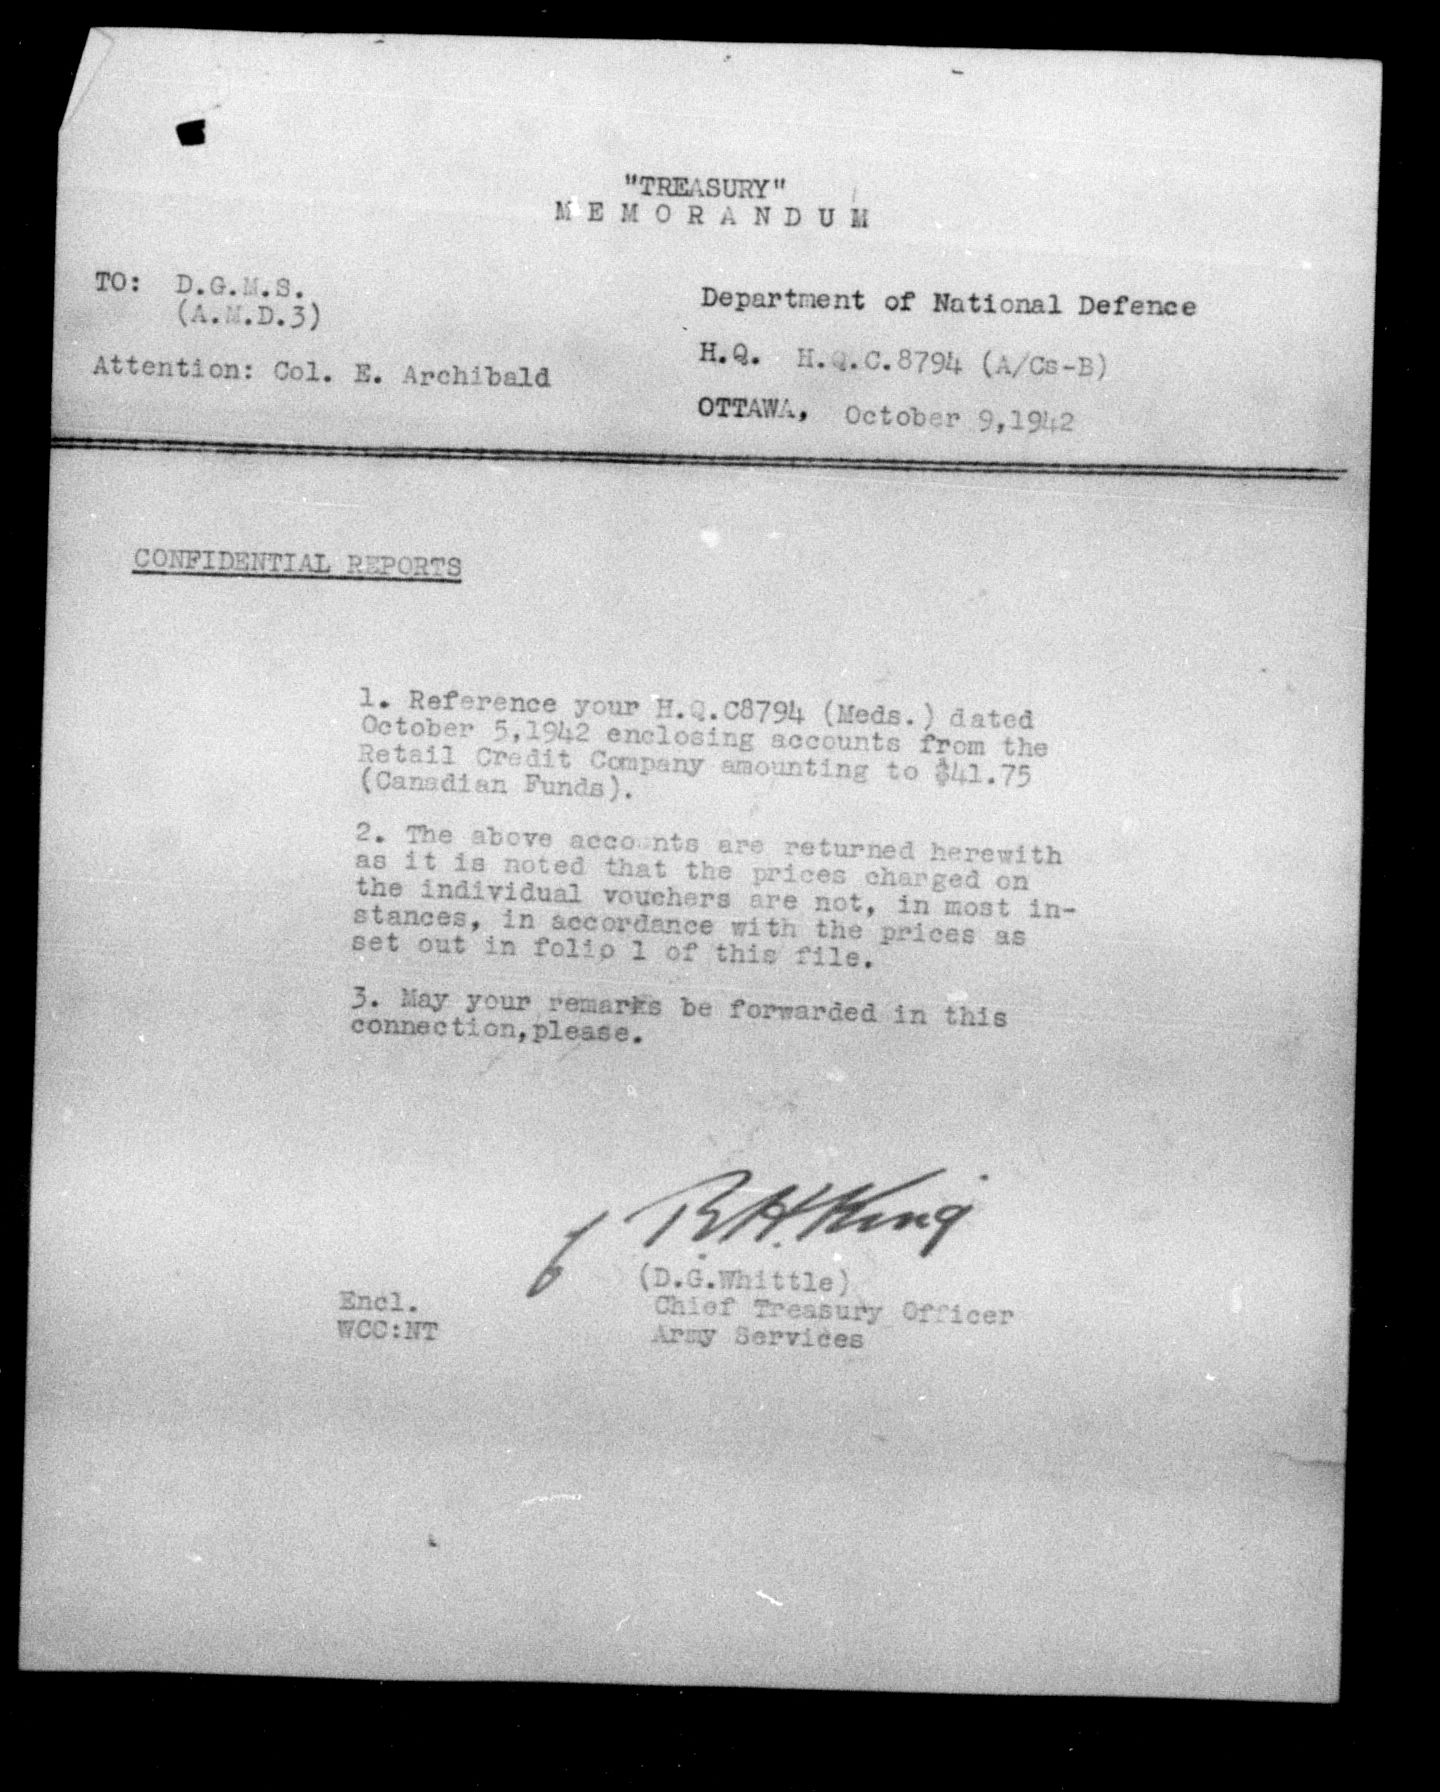 "TREASURY"
MEMORANDUM
TO: D.G.M.S.
(A.M.D.3)
Attention: Col. E. Archibald
Department of National Defence
H.Q. H.Q.C.8794 (A/Cs-B)
OTTAWA, October 9,1942
CONFIDENTIAL REPORTS
1. Reference your H.Q.C8794 (Meds.) dated
October 5,1942 enclosing accounts from the
Retail Credit Company amounting to $41.75
(Canadian Funds).
2. The above accounts are returned herewith
as it is noted that the prices charged on
the individual vouchers are not, in most in-
stances, in accordance with the prices as
set out in folio 1 of this file.
3. May your remarks be forwarded in this
connection,please.
R.H. King
(D.G.Whittle)
Chief Treasury Officer
Army Services
Encl.
WCC:NT